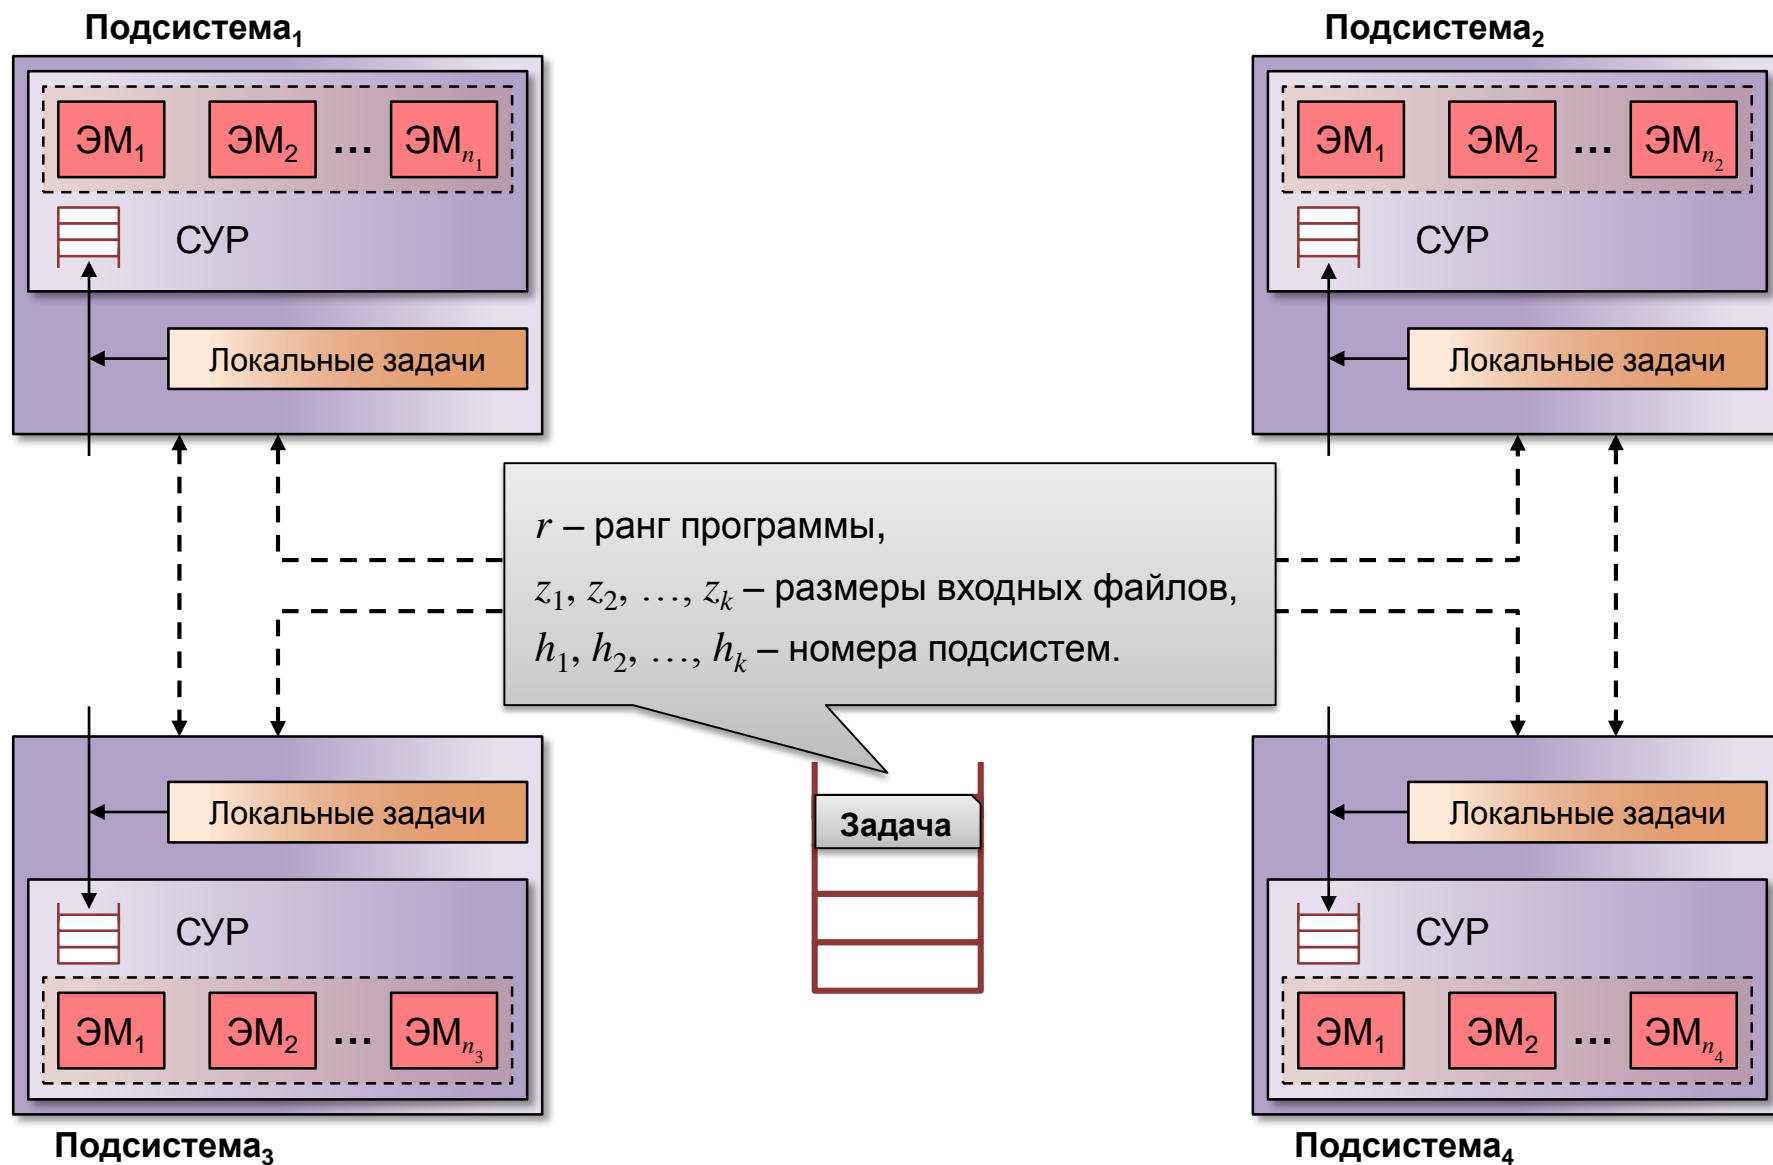 Подсистема₁
Подсистема₂
ЭМ₁ ЭМ₂ ... ЭМn₁
ЭМ₁ ЭМ₂ ... ЭМn₂
СУР
СУР
Локальные задачи
Локальные задачи
r – ранг программы,
z₁, z₂, …, zk – размеры входных файлов,
h₁, h₂, …, hk – номера подсистем.
Локальные задачи
Задача
Локальные задачи
СУР
СУР
ЭМ₁ ЭМ₂ ... ЭМn₃
ЭМ₁ ЭМ₂ ... ЭМn₄
Подсистема₃
Подсистема₄